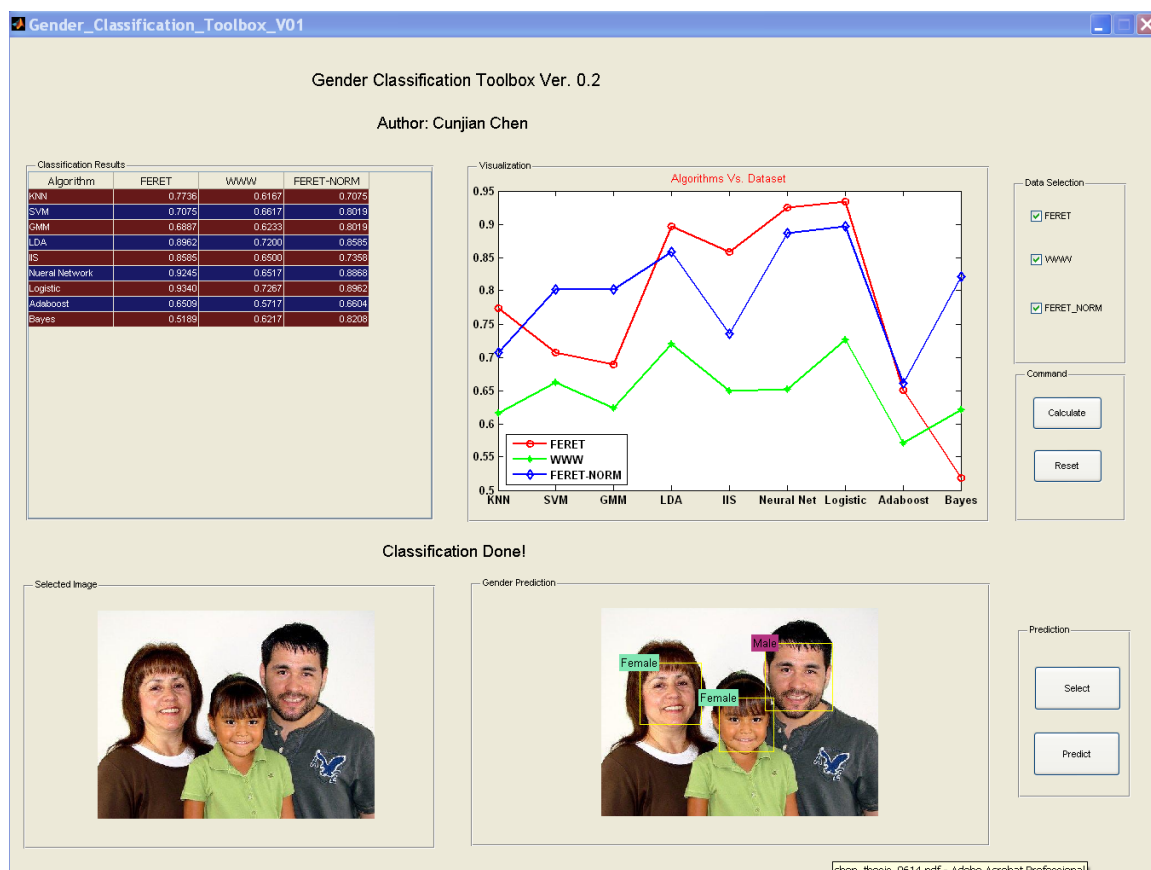 Gender_Classification_Toolbox_V01
Gender Classification Toolbox Ver. 0.2
Author: Cunjian Chen
Classification Results
Algorithm FERET WWW FERET-NORM
KNN 0.7736 0.6167 0.7075
SVM 0.7075 0.6617 0.8019
GMM 0.6887 0.6233 0.8019
LDA 0.8962 0.7200 0.8585
IIS 0.8585 0.6500 0.7358
Nueral Network 0.9245 0.6517 0.8868
Logistic 0.9340 0.7267 0.8962
Adaboost 0.6509 0.5717 0.6604
Bayes 0.5189 0.6217 0.8208
Visualization
Algorithms Vs. Dataset
0.95
0.9
0.85
0.8
0.75
0.7
0.65
0.6
0.55
0.5
FERET
WWW
FERET-NORM
KNN SVM GMM LDA IIS Neural Net Logistic Adaboost Bayes
Data Selection
FERET
WWW
FERET_NORM
Command
Calculate
Reset
Classification Done!
Selected Image
Gender Prediction
Female
Female
Male
Prediction
Select
Predict
chen_thesis_0614.pdf - Adobe Acrobat Professional